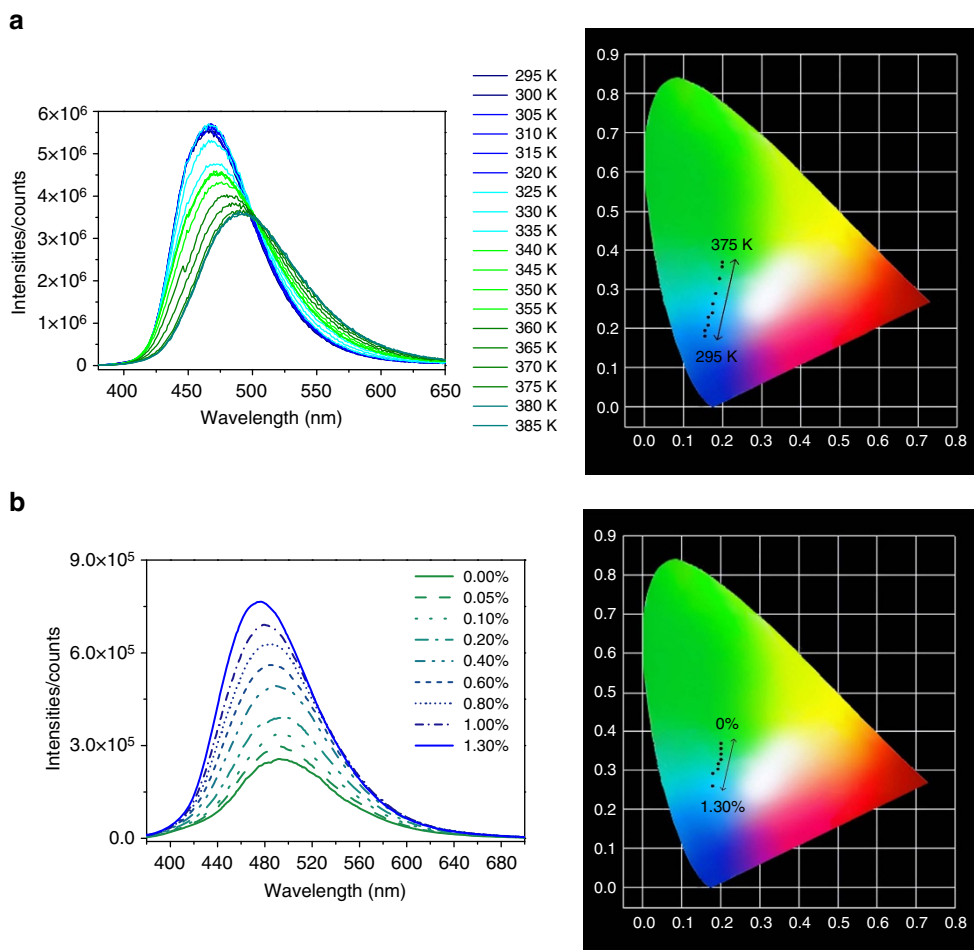 a
6×10⁶
5×10⁶
4×10⁶
3×10⁶
2×10⁶
1×10⁶
0
Intensities/counts
400 450 500 550 600 650
Wavelength (nm)
295 K
300 K
305 K
310 K
315 K
320 K
325 K
330 K
335 K
340 K
345 K
350 K
355 K
360 K
365 K
370 K
375 K
380 K
385 K
0.9
0.8
0.7
0.6
0.5
0.4
0.3
0.2
0.1
0.0
375 K
295 K
0.0 0.1 0.2 0.3 0.4 0.5 0.6 0.7 0.8
b
9.0×10⁵
6.0×10⁵
3.0×10⁵
0.0
Intensities/counts
400 440 480 520 560 600 640 680
Wavelength (nm)
0.00%
0.05%
0.10%
0.20%
0.40%
0.60%
0.80%
1.00%
1.30%
0.9
0.8
0.7
0.6
0.5
0.4
0.3
0.2
0.1
0.0
0%
1.30%
0.0 0.1 0.2 0.3 0.4 0.5 0.6 0.7 0.8